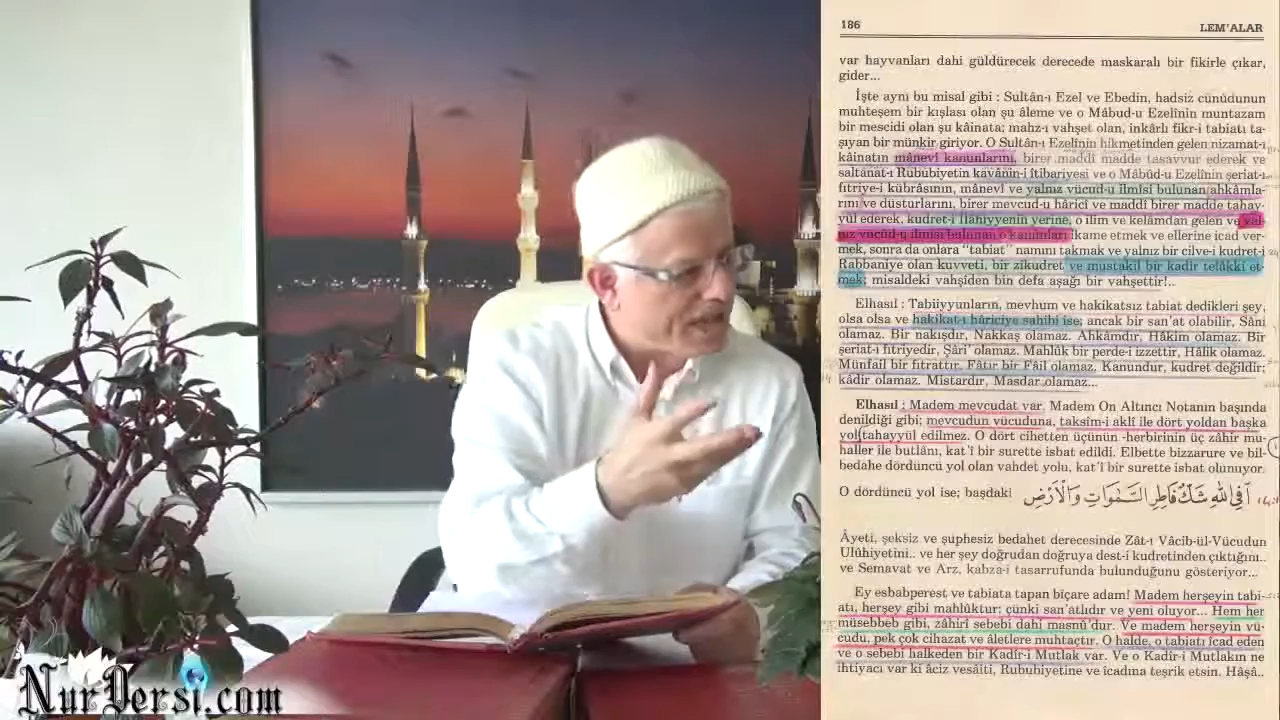 186 LEM'ALAR
var hayvanları dahi güldürecek derecede maskaralı bir fikirle çıkar,
gider...
İşte aynı bu misal gibi : Sultân-ı Ezel ve Ebedin, hadsiz cünûdunun
muhteşem bir kışlası olan şu âleme ve o Mâbud-u Ezelînin muntazam
bir mescidi olan şu kâinata; mahz-ı vahşet olan, inkârlı fikr-i tabiatı ta-
şıyan bir münkir giriyor. O Sultân-ı Ezelînin hikmetinden gelen nizamat-ı
kâinatın mânevî kanunlarını, birer maddî madde tasavvur ederek ve
saltanat-ı Rububiyetin kavânîn-i îtibariyesi ve o Mâbûd-u Ezelînin şeriat-ı
fıtriye-i kübrâsının, mânevî ve yalnız vücud-u ilmîsi bulunan ahkâmla-
rını ve düsturlarını, birer mevcud-u hâricî ve maddî birer madde tahay-
yül ederek, kudret-i İlâhiyyenin yerine, o ilim ve kelâmdan gelen ve yal-
nız vücûd-u ilmîsi bulunan o kanunları ikame etmek ve ellerine icad ver-
mek, sonra da onlara "tabiat" namını takmak ve yalnız bir cilve-i kudret-i
Rabbaniye olan kuvveti, bir zîkudret ve müstakil bir kadîr telâkki et-
mek; misaldeki vahşîden bin defa aşağı bir vahşettir!..
Elhasıl : Tabiiyyunların, mevhum ve hakikatsız tabiat dedikleri şey,
olsa olsa ve hakikat-ı hâriciye sahibi ise; ancak bir san'at olabilir, Sâni'
olamaz. Bir nakıştır, Nakkaş olamaz. Ahkâmdır, Hâkim olamaz. Bir
şeriat-ı fıtriyedir, Şâri' olamaz. Mahlûk bir perde-i izzettir, Hâlik olamaz.
Münfail bir fıtrattır, Fâtır bir Fâil olamaz. Kanundur, kudret değildir;
kâdir olamaz. Mistardır, Masdar olamaz...
Elhasıl : Madem mevcudat var. Madem On Altıncı Notanın başında
denildiği gibi; mevcudun vücuduna, taksîm-i aklî ile dört yoldan başka
yol tahayyül edilmez. O dört cihetten üçünün -herbirinin üç zâhir mu-
haller ile butlânı, kat'î bir surette isbat edildi. Elbette bizzarure ve bil-
bedahe dördüncü yol olan vahdet yolu, kat'î bir surette isbat olunuyor.
O dördüncü yol ise; başdaki اَفِى اللّٰهِ شَكٌّ فَاطِرِ السَّمٰوَاتِ وَالْاَرْضِ
Âyeti, şeksiz ve şüphesiz bedahet derecesinde Zât-ı Vâcib-ül-Vücudun
Ulûhiyetini.. ve her şey doğrudan doğruya dest-i kudretinden çıktığını..
ve Semavat ve Arz, kabza-i tasarrufunda bulunduğunu gösteriyor...
Ey esbabperest ve tabiata tapan bîçare adam! Madem herşeyin tabi-
atı, herşey gibi mahlûktur; çünki san'atlıdır ve yeni oluyor... Hem her
müsebbeb gibi, zâhirî sebebi dahi masnû'dur. Ve madem herşeyin vü-
cudu, pek çok cihazat ve âletlere muhtaçtır. O halde, o tabiatı îcad eden
ve o sebebi halkeden bir Kadîr-i Mutlak var. Ve o Kadîr-i Mutlakın ne
ihtiyacı var ki âciz vesâiti, Rububiyetine ve icadına teşrik etsin. Hâşâ..
NurDersi.com